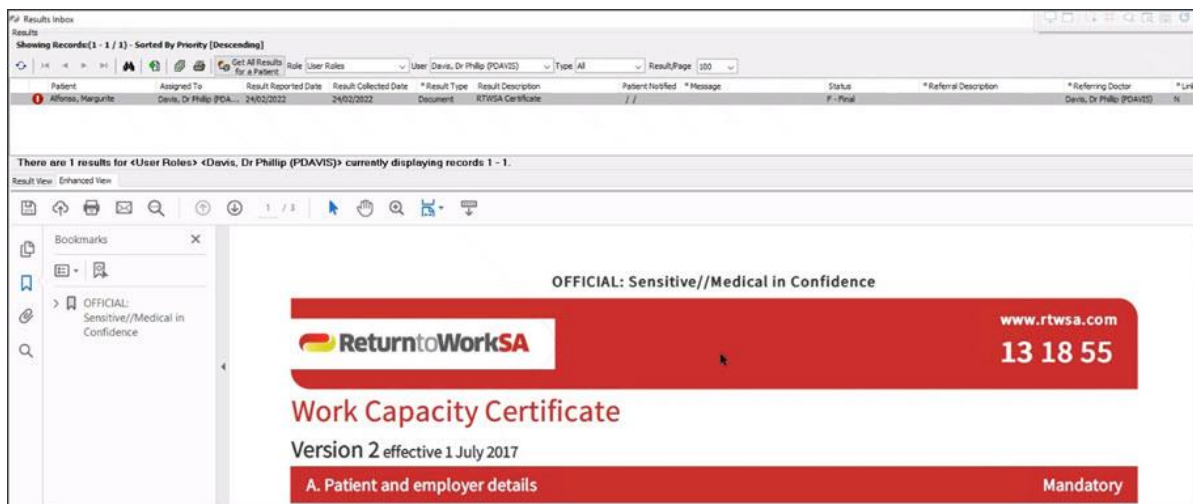 Results Inbox
Results
Showing Records:(1 - 1 / 1) - Sorted By Priority [Descending]
Get All Results for a Patient Role User Roles User Davis, Dr Phillip (PDAVIS) Type All Result/Page 100
Patient Assigned To Result Reported Date Result Collected Date * Result Type Result Description Patient Notified * Message Status * Referral Description * Referring Doctor
Alfonso, Margurite Davis, Dr Phillip (PDA... 24/02/2022 24/02/2022 Document RTWSA Certificate / / F - Final Davis, Dr Phillip (PDAVIS) N
There are 1 results for <User Roles> <Davis, Dr Phillip (PDAVIS)> currently displaying records 1 - 1.
Result View Enhanced View
1 / 3
Bookmarks
OFFICIAL:
Sensitive//Medical in
Confidence
OFFICIAL: Sensitive//Medical in Confidence
www.rtwsa.com
ReturntoWorkSA
13 18 55
Work Capacity Certificate
Version 2 effective 1 July 2017
A. Patient and employer details Mandatory